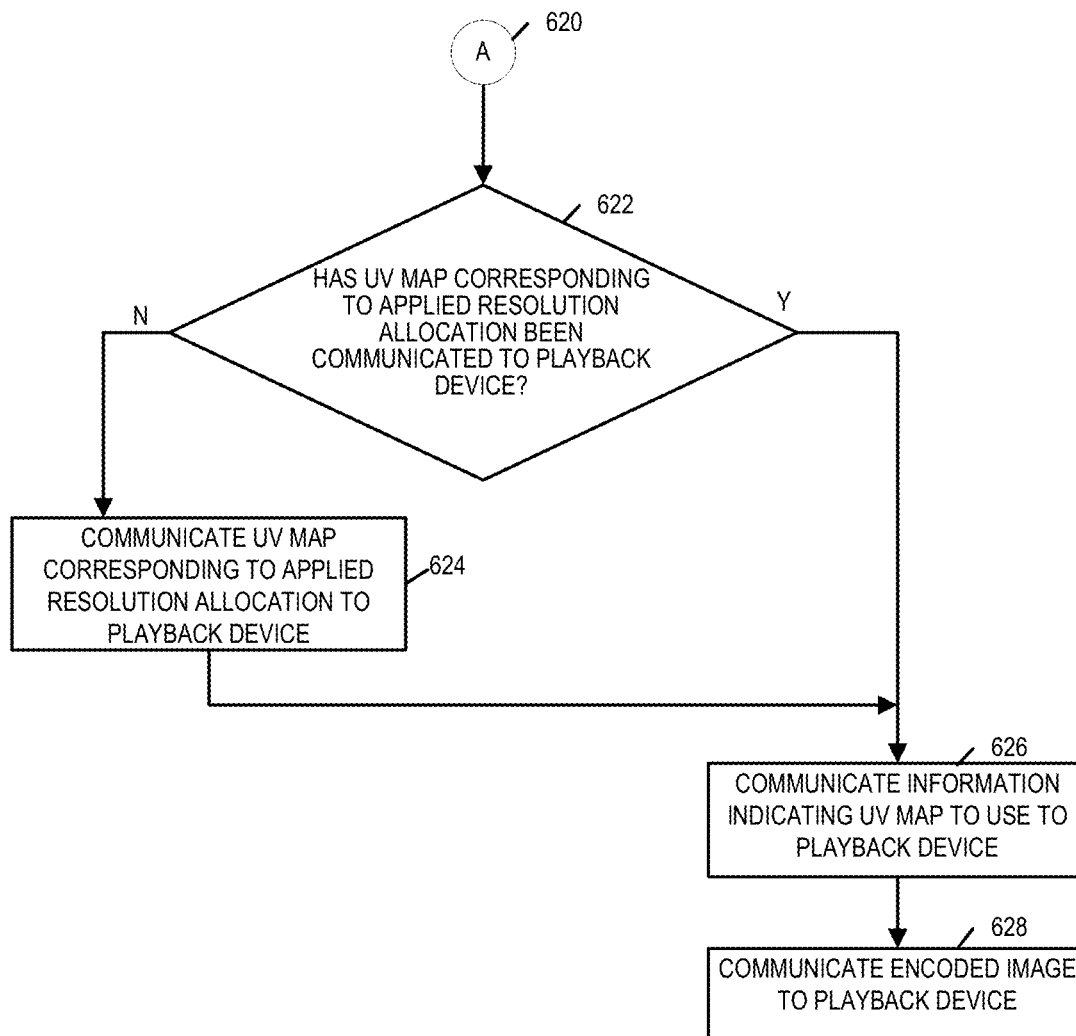 620
A
622
HAS UV MAP CORRESPONDING
TO APPLIED RESOLUTION
ALLOCATION BEEN
COMMUNICATED TO PLAYBACK
DEVICE?
N
Y
COMMUNICATE UV MAP
CORRESPONDING TO APPLIED
RESOLUTION ALLOCATION TO
PLAYBACK DEVICE
624
626
COMMUNICATE INFORMATION
INDICATING UV MAP TO USE TO
PLAYBACK DEVICE
628
COMMUNICATE ENCODED IMAGE
TO PLAYBACK DEVICE